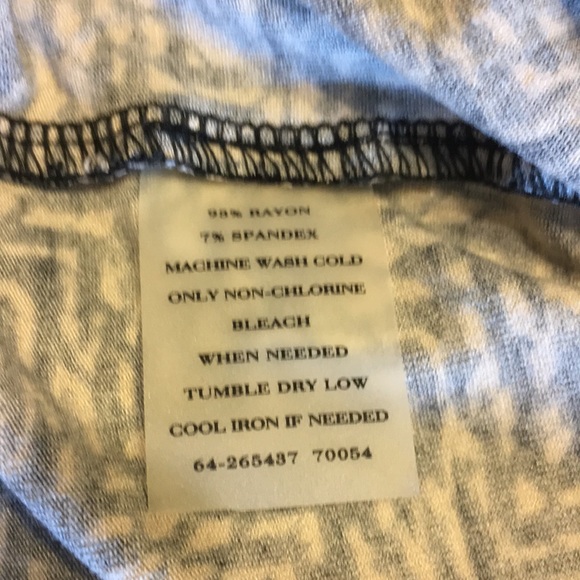 93% RAYON
7% SPANDEX
MACHINE WASH COLD
ONLY NON-CHLORINE
BLEACH
WHEN NEEDED
TUMBLE DRY LOW
COOL IRON IF NEEDED
64-265437 70054